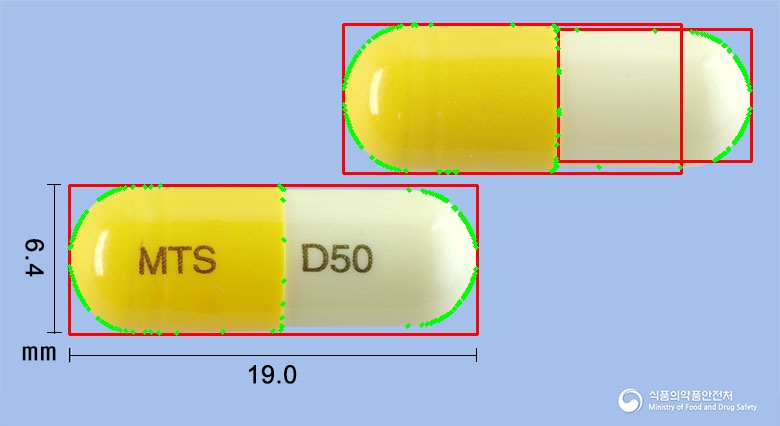 MTS D50
6.4
mm
19.0
식품의약품안전처
Ministry of Food and Drug Safety